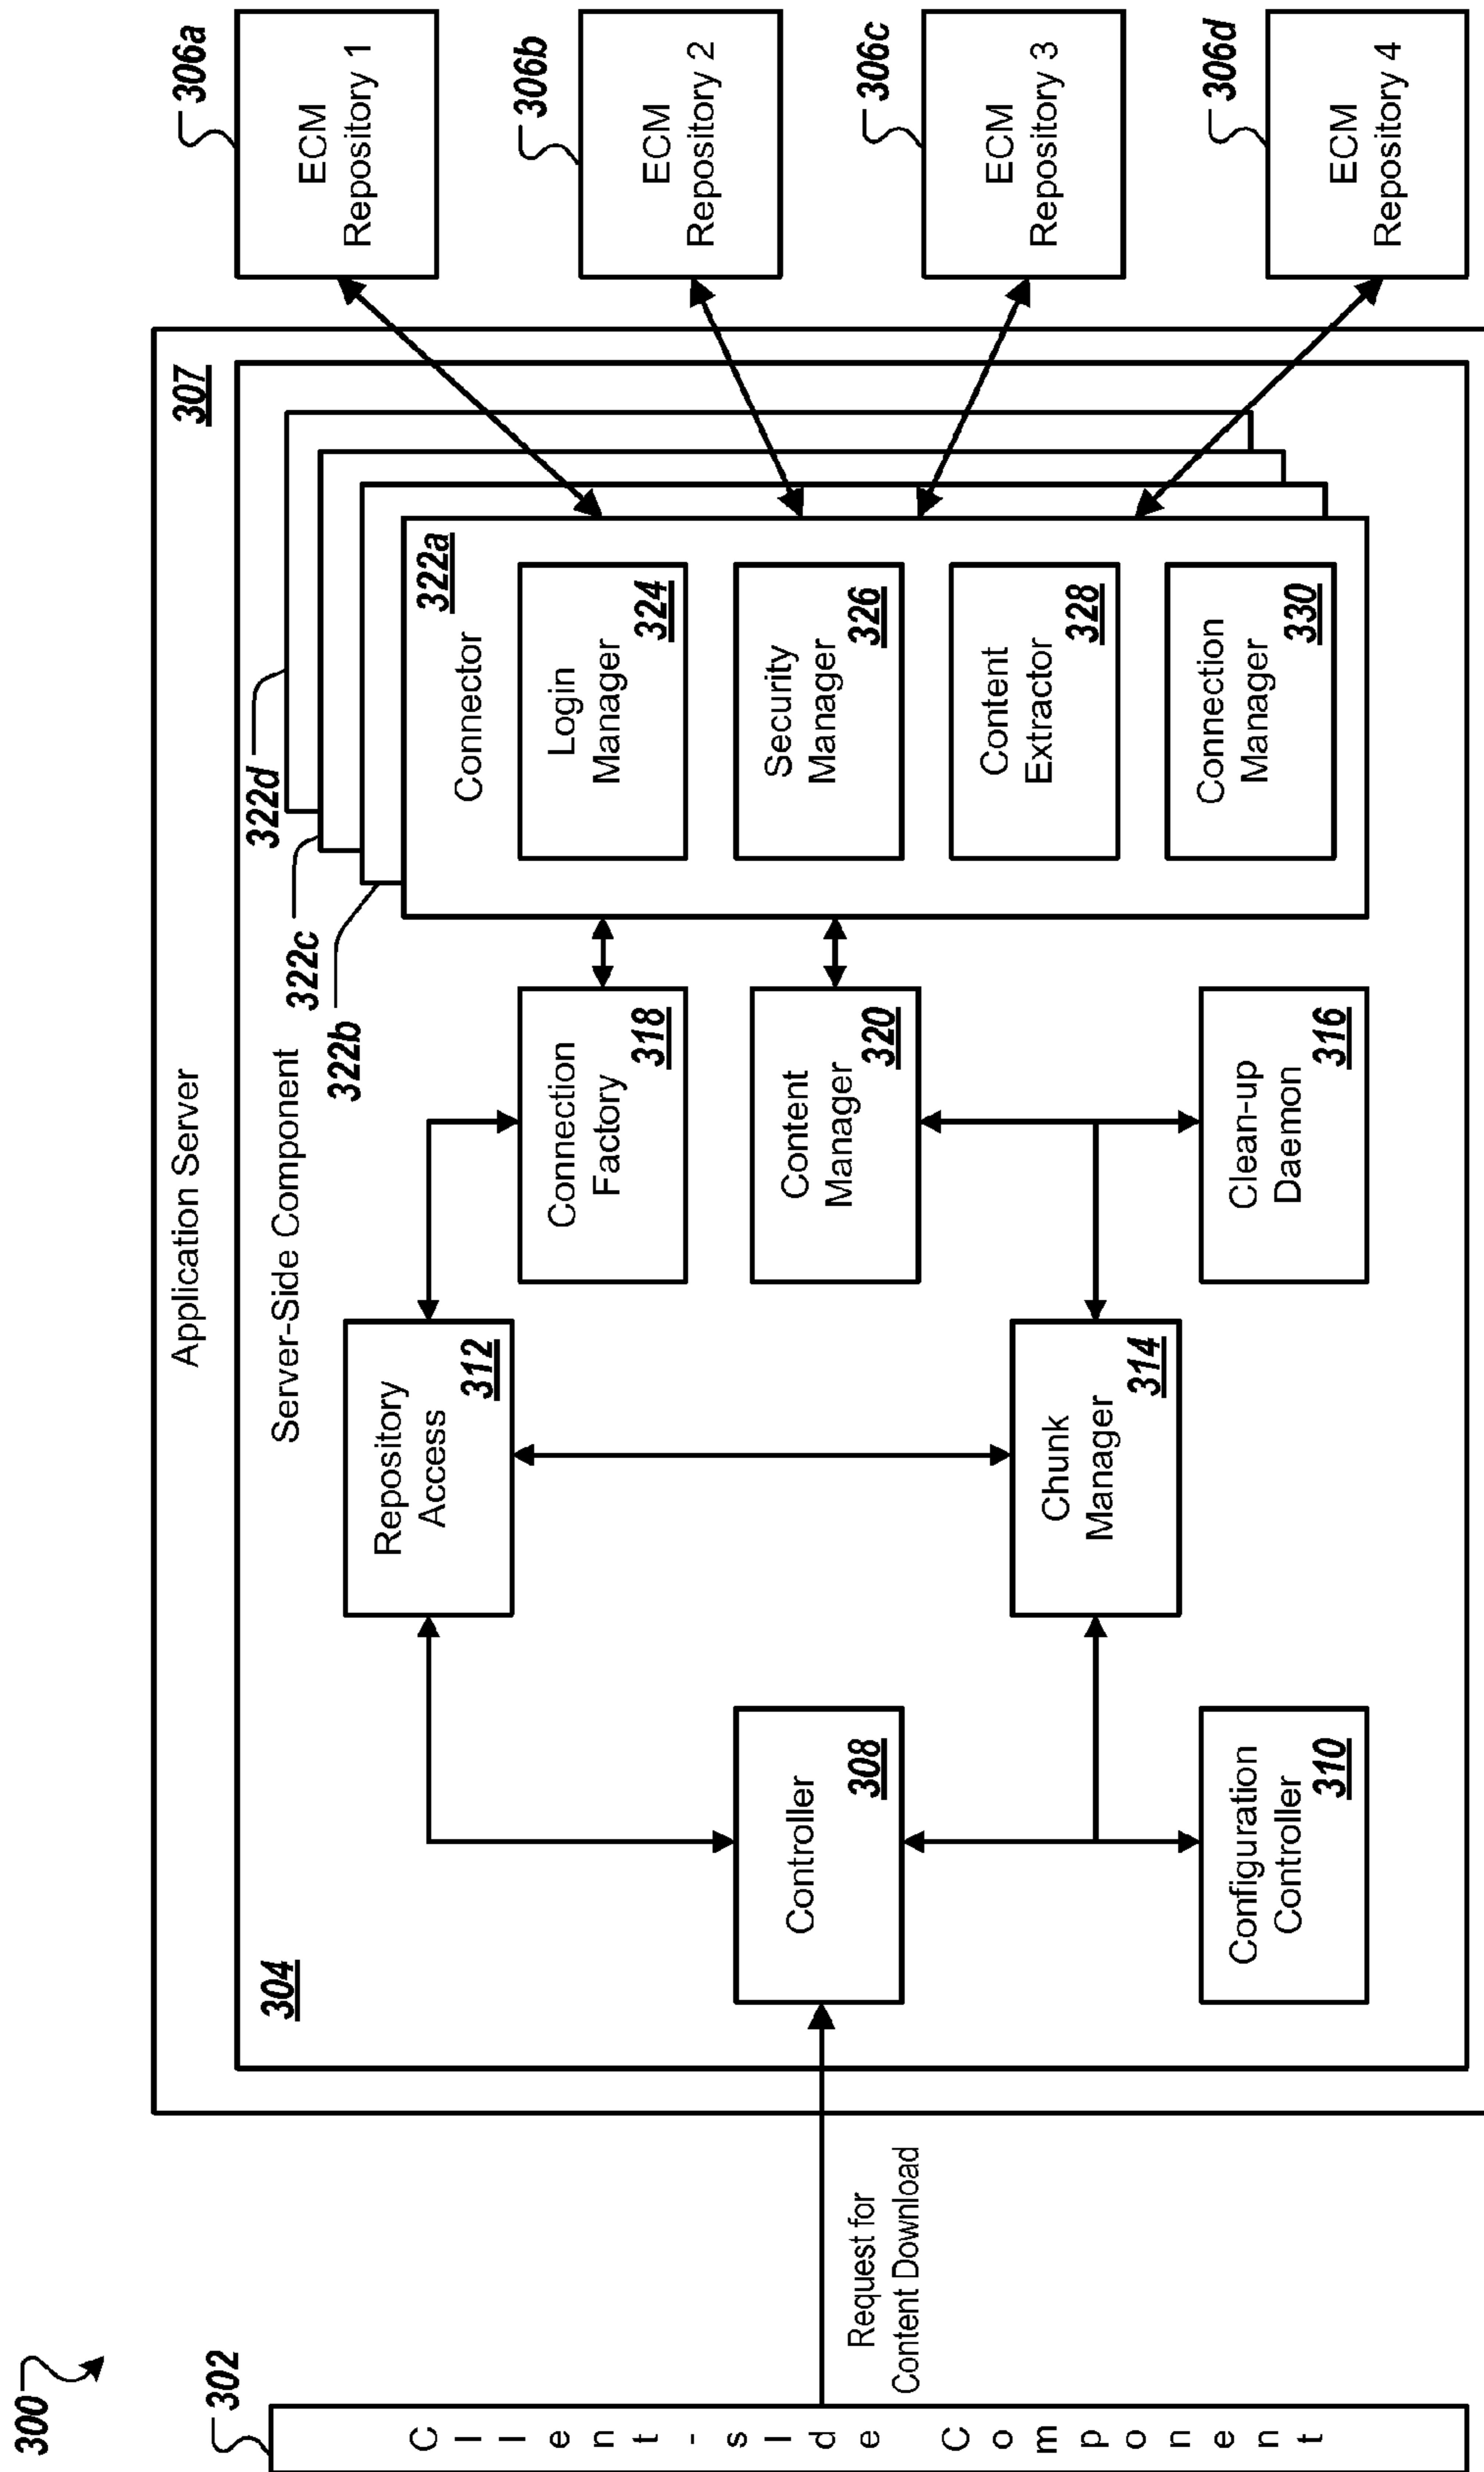 300
302
Client-side Component
Request for
Content Download
Application Server
307
Server-Side Component
304
Controller
308
Configuration
Controller
310
Repository
Access
312
Chunk
Manager
314
Connection
Factory
318
Content
Manager
320
Clean-up
Daemon
316
322b
322c
322d
Connector
322a
Login
Manager
324
Security
Manager
326
Content
Extractor
328
Connection
Manager
330
306a
ECM
Repository 1
306b
ECM
Repository 2
306c
ECM
Repository 3
306d
ECM
Repository 4